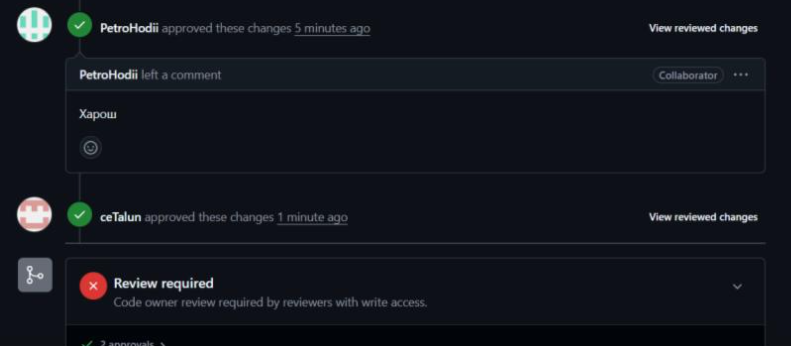 PetroHodii approved these changes 5 minutes ago View reviewed changes
PetroHodii left a comment Collaborator ...
Харош
ceTalun approved these changes 1 minute ago View reviewed changes
Review required
Code owner review required by reviewers with write access.
2 approvals